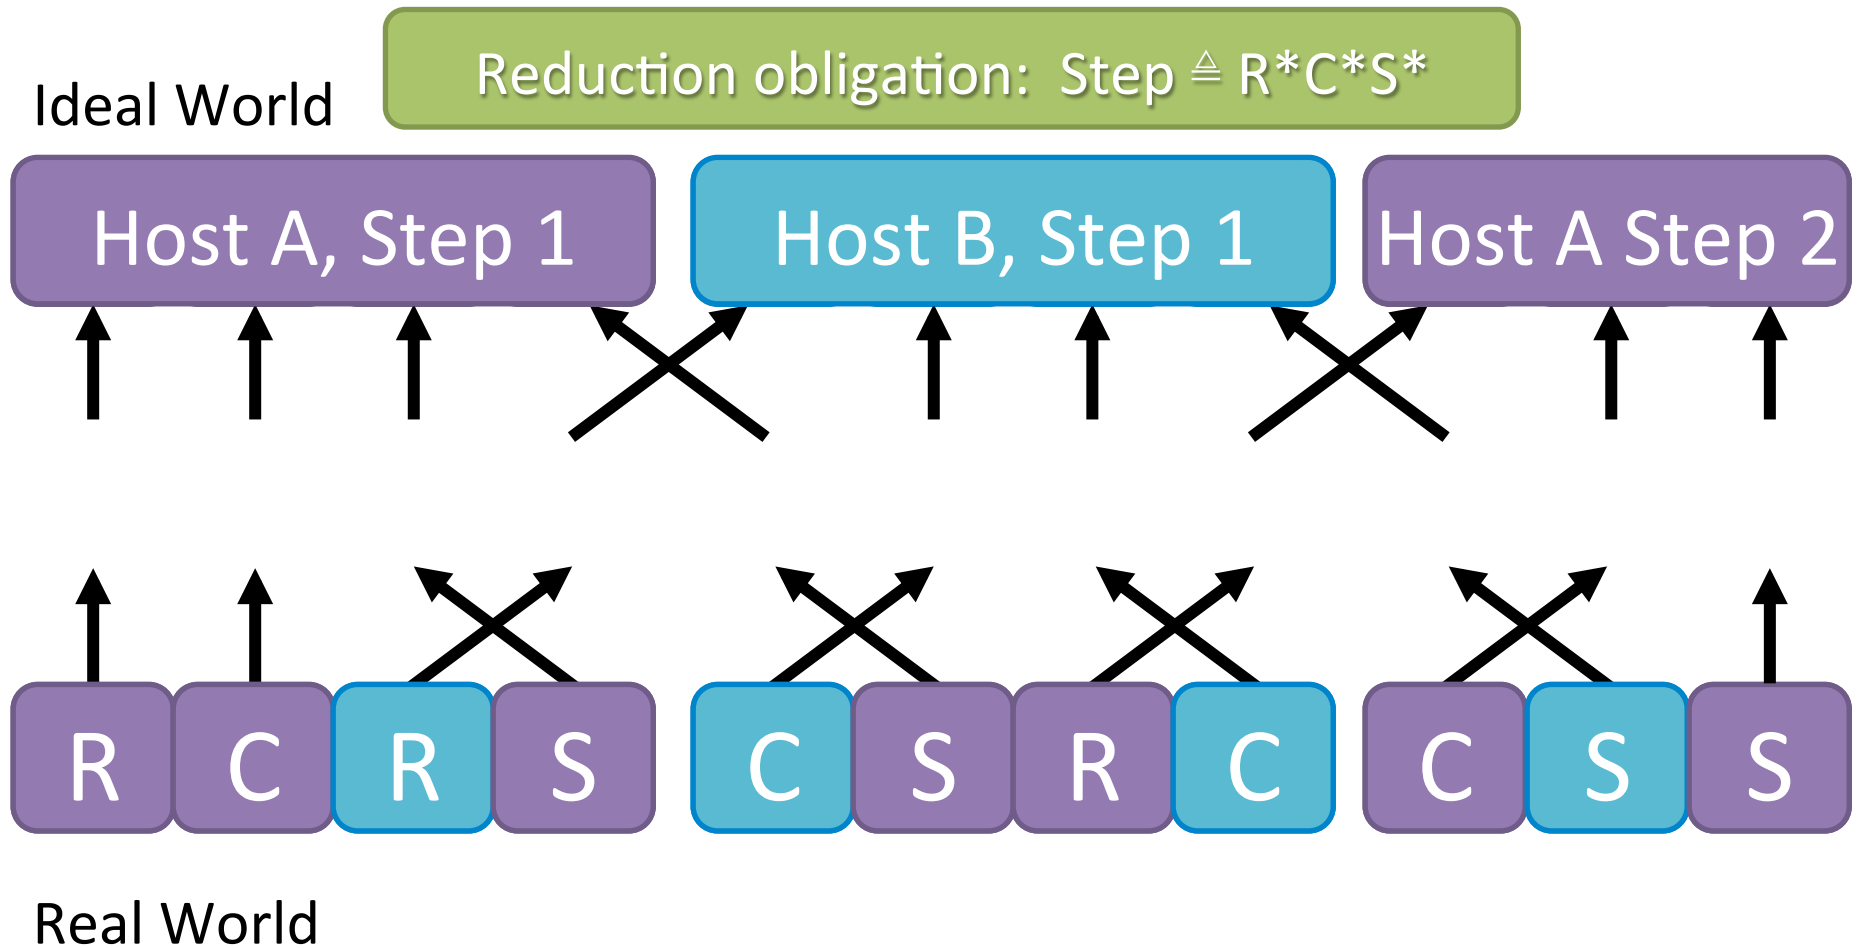 Reduction obligation: Step ≜ R*C*S*
Ideal World
Host A, Step 1
Host B, Step 1
Host A Step 2
R C R S C S R C C S S
Real World